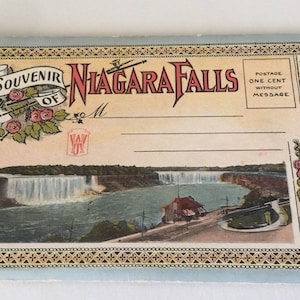 SOUVENIR
OF
NIAGARA FALLS
POSTAGE
ONE CENT
WITHOUT
MESSAGE
M